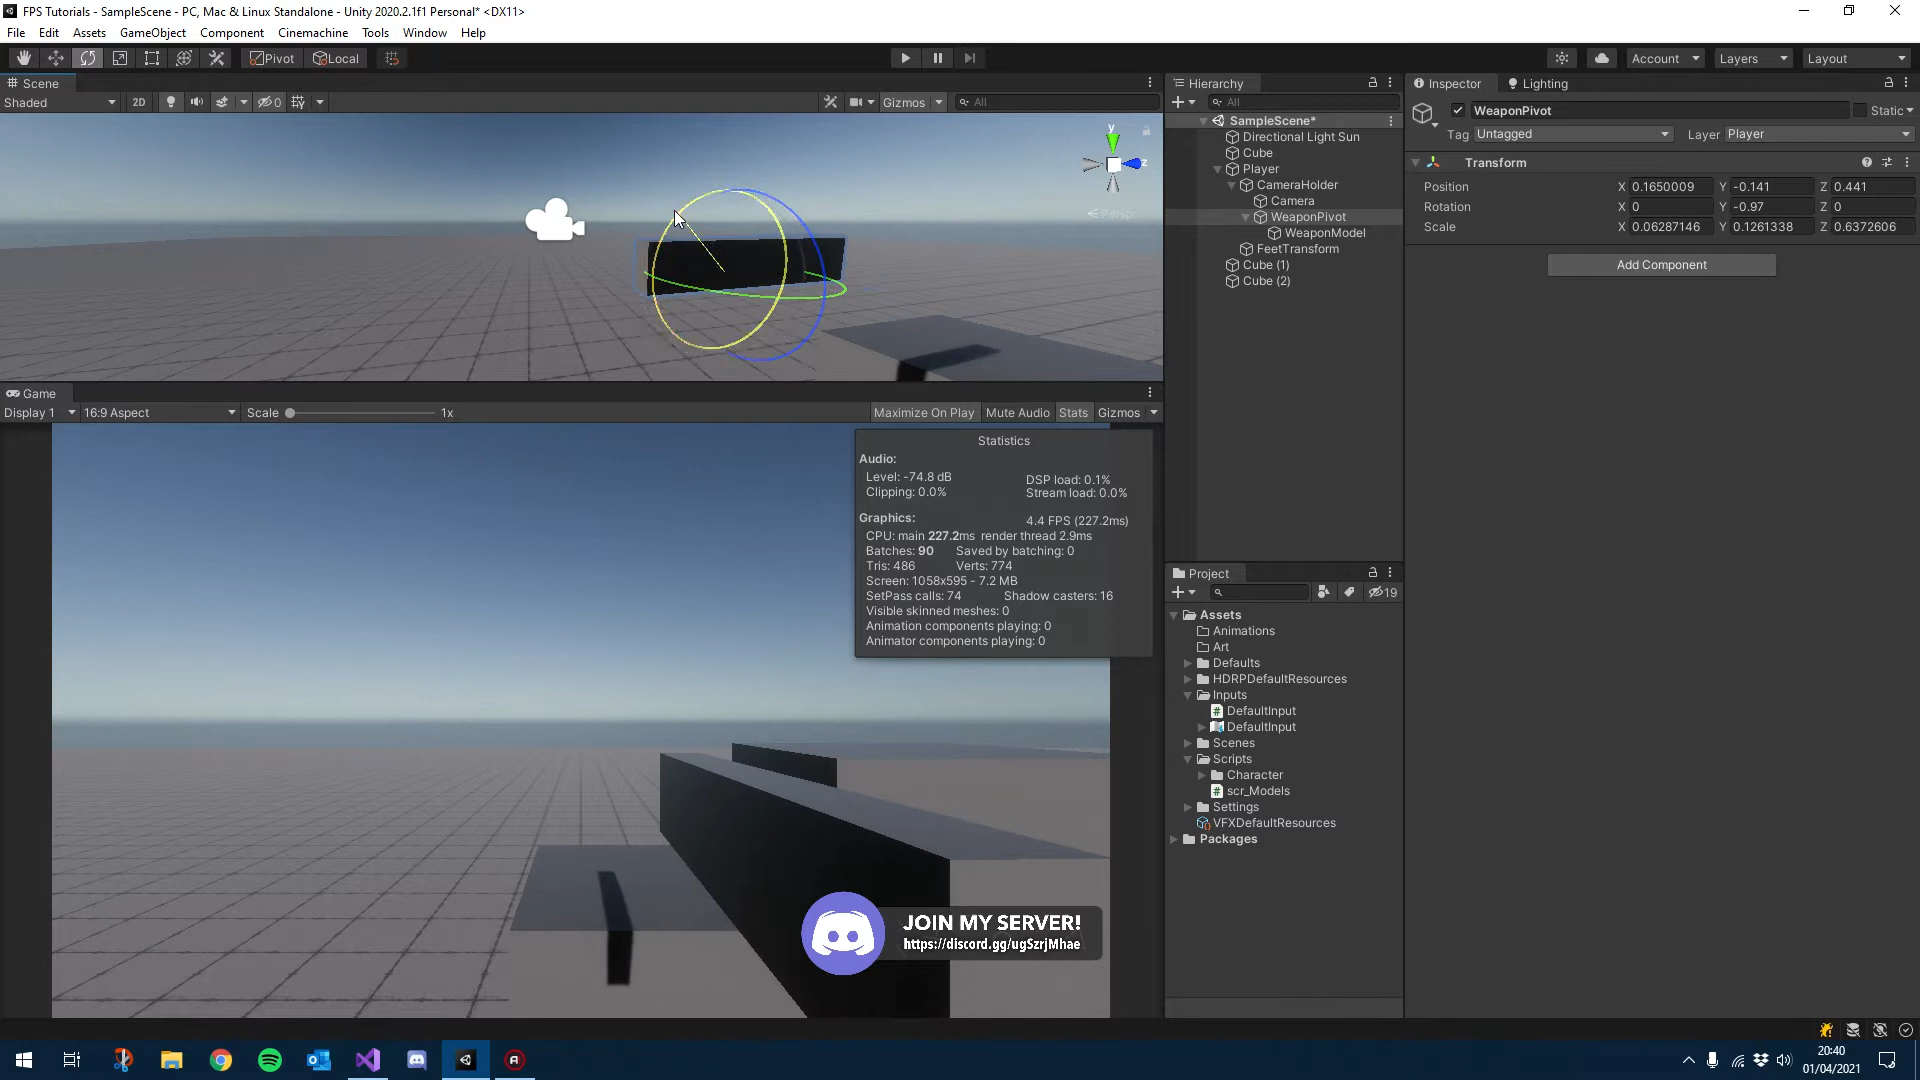 FPS Tutorials - SampleScene - PC, Mac & Linux Standalone - Unity 2020.2.1f1 Personal* <DX11>
File Edit Assets GameObject Component Cinemachine Tools Window Help
Pivot Local Account Layers Layout
Scene
Shaded 2D 0 Gizmos All
y
z
Persp
Game
Display 1 16:9 Aspect Scale 1x Maximize On Play Mute Audio Stats Gizmos
Statistics
Audio:
Level: -74.8 dB DSP load: 0.1%
Clipping: 0.0% Stream load: 0.0%
Graphics: 4.4 FPS (227.2ms)
CPU: main 227.2ms render thread 2.9ms
Batches: 90 Saved by batching: 0
Tris: 486 Verts: 774
Screen: 1058x595 - 7.2 MB
SetPass calls: 74 Shadow casters: 16
Visible skinned meshes: 0
Animation components playing: 0
Animator components playing: 0
JOIN MY SERVER!
https://discord.gg/ugSzrjMhae
Hierarchy
All
SampleScene*
Directional Light Sun
Cube
Player
CameraHolder
Camera
WeaponPivot
WeaponModel
FeetTransform
Cube (1)
Cube (2)
Project
19
Assets
Animations
Art
Defaults
HDRPDefaultResources
Inputs
DefaultInput
DefaultInput
Scenes
Scripts
Character
scr_Models
Settings
VFXDefaultResources
Packages
Inspector Lighting
WeaponPivot Static
Tag Untagged Layer Player
Transform
Position X 0.1650009 Y -0.141 Z 0.441
Rotation X 0 Y -0.97 Z 0
Scale X 0.06287146 Y 0.1261338 Z 0.6372606
Add Component
20:40
01/04/2021